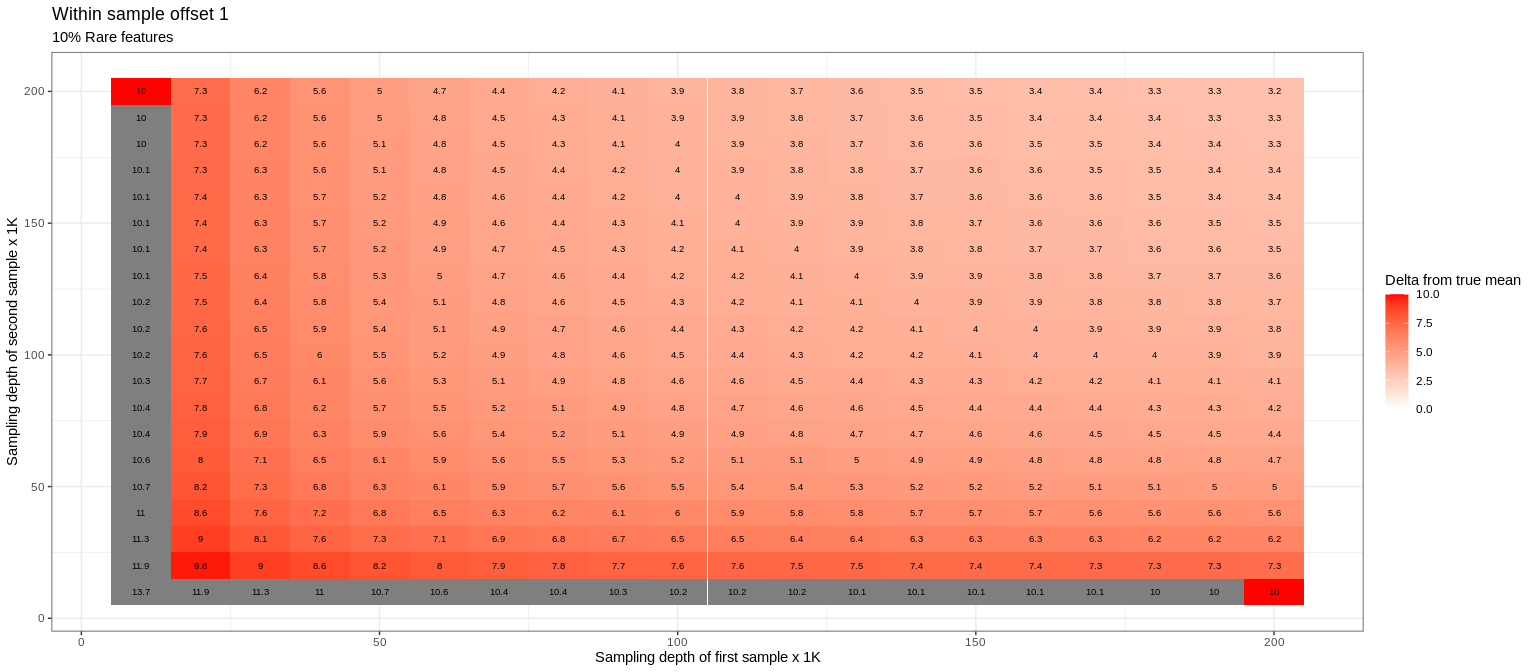 Within sample offset 1
10% Rare features
200 10 7.3 6.2 5.6 5 4.7 4.4 4.2 4.1 3.9 3.8 3.7 3.6 3.5 3.5 3.4 3.4 3.3 3.3 3.2
10 7.3 6.2 5.6 5 4.8 4.5 4.3 4.1 3.9 3.9 3.8 3.7 3.6 3.5 3.4 3.4 3.4 3.3 3.3
10 7.3 6.2 5.6 5.1 4.8 4.5 4.3 4.1 4 3.9 3.8 3.7 3.6 3.6 3.5 3.5 3.4 3.4 3.3
10.1 7.3 6.3 5.6 5.1 4.8 4.5 4.4 4.2 4 3.9 3.8 3.8 3.7 3.6 3.6 3.5 3.5 3.4 3.4
10.1 7.4 6.3 5.7 5.2 4.8 4.6 4.4 4.2 4 4 3.9 3.8 3.7 3.6 3.6 3.6 3.5 3.4 3.4
150 10.1 7.4 6.3 5.7 5.2 4.9 4.6 4.4 4.3 4.1 4 3.9 3.9 3.8 3.7 3.6 3.6 3.6 3.5 3.5
10.1 7.4 6.3 5.7 5.2 4.9 4.7 4.5 4.3 4.2 4.1 4 3.9 3.8 3.8 3.7 3.7 3.6 3.6 3.5
10.1 7.5 6.4 5.8 5.3 5 4.7 4.6 4.4 4.2 4.2 4.1 4 3.9 3.9 3.8 3.8 3.7 3.7 3.6
10.2 7.5 6.4 5.8 5.4 5.1 4.8 4.6 4.5 4.3 4.2 4.1 4.1 4 3.9 3.9 3.8 3.8 3.8 3.7
10.2 7.6 6.5 5.9 5.4 5.1 4.9 4.7 4.6 4.4 4.3 4.2 4.2 4.1 4 4 3.9 3.9 3.9 3.8
100 10.2 7.6 6.5 6 5.5 5.2 4.9 4.8 4.6 4.5 4.4 4.3 4.2 4.2 4.1 4 4 4 3.9 3.9
10.3 7.7 6.7 6.1 5.6 5.3 5.1 4.9 4.8 4.6 4.6 4.5 4.4 4.3 4.3 4.2 4.2 4.1 4.1 4.1
10.4 7.8 6.8 6.2 5.7 5.5 5.2 5.1 4.9 4.8 4.7 4.6 4.6 4.5 4.4 4.4 4.4 4.3 4.3 4.2
10.4 7.9 6.9 6.3 5.9 5.6 5.4 5.2 5.1 4.9 4.9 4.8 4.7 4.7 4.6 4.6 4.5 4.5 4.5 4.4
10.6 8 7.1 6.5 6.1 5.9 5.6 5.5 5.3 5.2 5.1 5.1 5 4.9 4.9 4.8 4.8 4.8 4.8 4.7
50 10.7 8.2 7.3 6.8 6.3 6.1 5.9 5.7 5.6 5.5 5.4 5.4 5.3 5.2 5.2 5.2 5.1 5.1 5 5
11 8.6 7.6 7.2 6.8 6.5 6.3 6.2 6.1 6 5.9 5.8 5.8 5.7 5.7 5.7 5.6 5.6 5.6 5.6
11.3 9 8.1 7.6 7.3 7.1 6.9 6.8 6.7 6.5 6.5 6.4 6.4 6.3 6.3 6.3 6.3 6.2 6.2 6.2
11.9 9.8 9 8.6 8.2 8 7.9 7.8 7.7 7.6 7.6 7.5 7.5 7.4 7.4 7.4 7.3 7.3 7.3 7.3
13.7 11.9 11.3 11 10.7 10.6 10.4 10.4 10.3 10.2 10.2 10.2 10.1 10.1 10.1 10.1 10.1 10 10 10
0
0 50 100 150 200
Sampling depth of first sample x 1K
Sampling depth of second sample x 1K
Delta from true mean
10.0
7.5
5.0
2.5
0.0